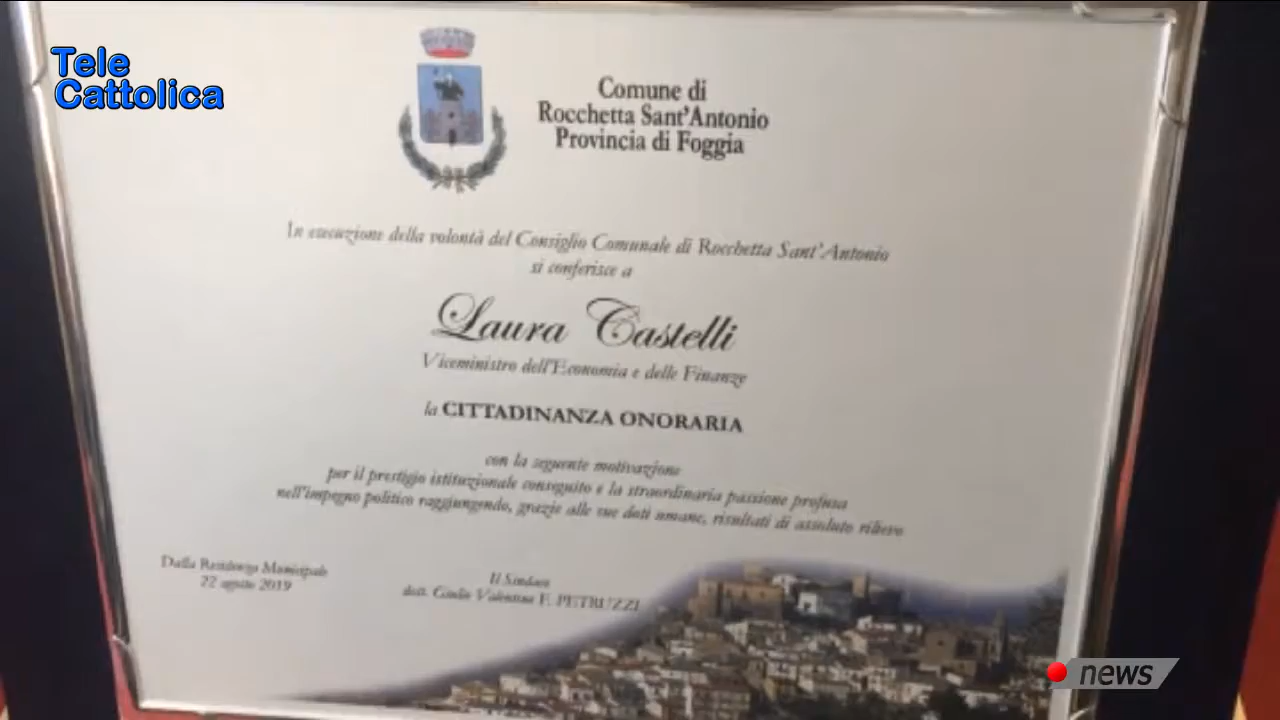 Tele
Cattolica
Comune di
Rocchetta Sant'Antonio
Provincia di Foggia
In esecuzione della volontà del Consiglio Comunale di Rocchetta Sant'Antonio
si conferisce a
Laura Castelli
Viceministro dell'Economia e delle Finanze
la CITTADINANZA ONORARIA
con la seguente motivazione
per il prestigio istituzionale conseguito e la straordinaria passione profusa
nell'impegno politico raggiungendo, grazie alle sue doti umane, risultati di assoluto rilievo
Dalla Residenza Municipale
22 agosto 2019
Il Sindaco
dott. Giulio Valentino F. PETRUZZI
news